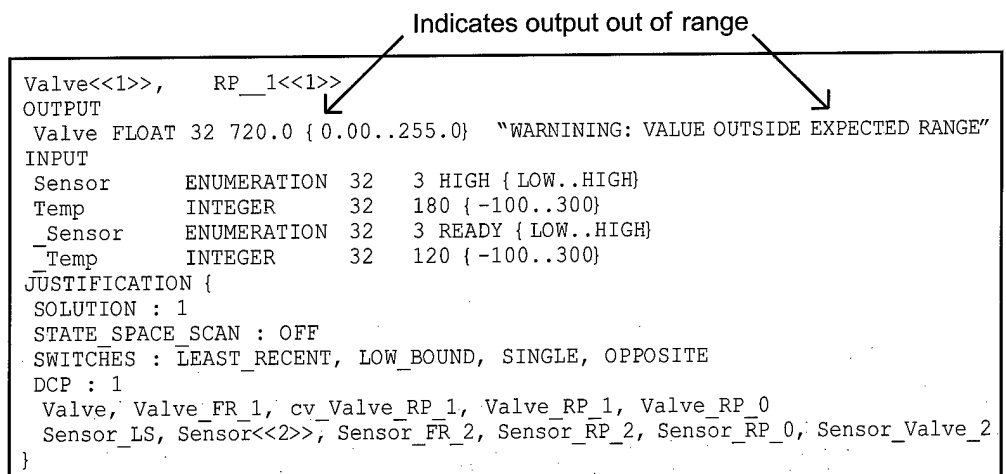 Indicates output out of range
Valve<<1>>, RP__1<<1>>
OUTPUT
Valve FLOAT 32 720.0 {0.00..255.0} "WARNINING: VALUE OUTSIDE EXPECTED RANGE"
INPUT
Sensor ENUMERATION 32 3 HIGH {LOW..HIGH}
Temp INTEGER 32 180 {-100..300}
_Sensor ENUMERATION 32 3 READY {LOW..HIGH}
_Temp INTEGER 32 120 {-100..300}
JUSTIFICATION {
SOLUTION : 1
STATE_SPACE_SCAN : OFF
SWITCHES : LEAST_RECENT, LOW_BOUND, SINGLE, OPPOSITE
DCP : 1
Valve, Valve_FR_1, cv_Valve_RP_1, Valve_RP_1, Valve_RP_0
Sensor_LS, Sensor<<2>>, Sensor_FR_2, Sensor_RP_2, Sensor_RP_0, Sensor_Valve_2
}